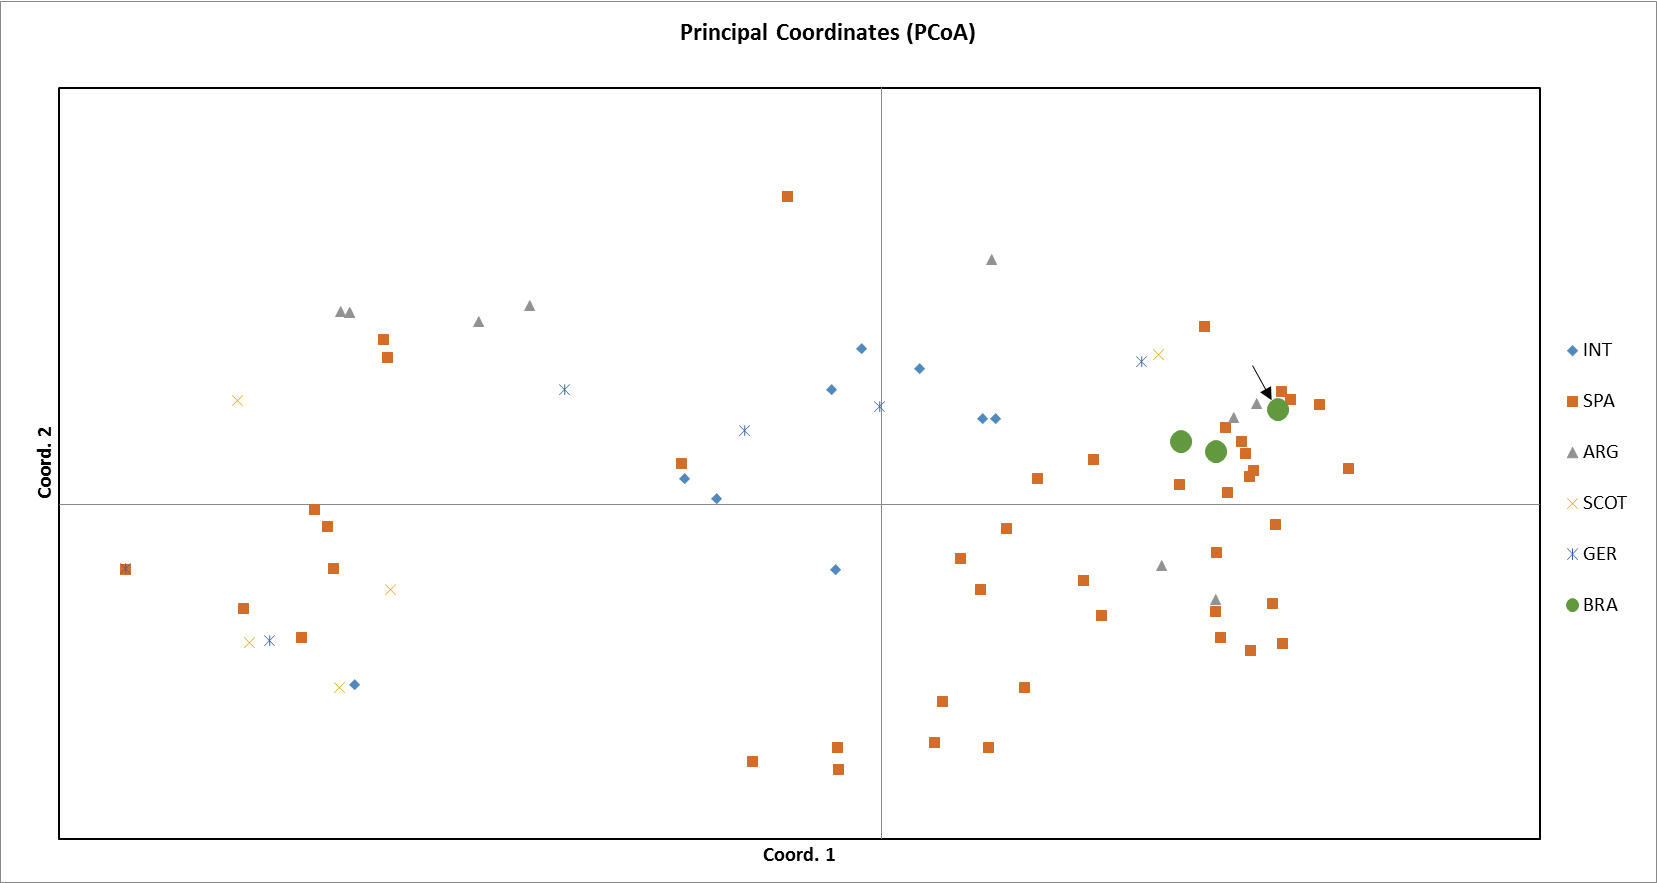 Principal Coordinates (PCoA)
Coord. 2
INT
SPA
ARG
SCOT
GER
BRA
Coord. 1